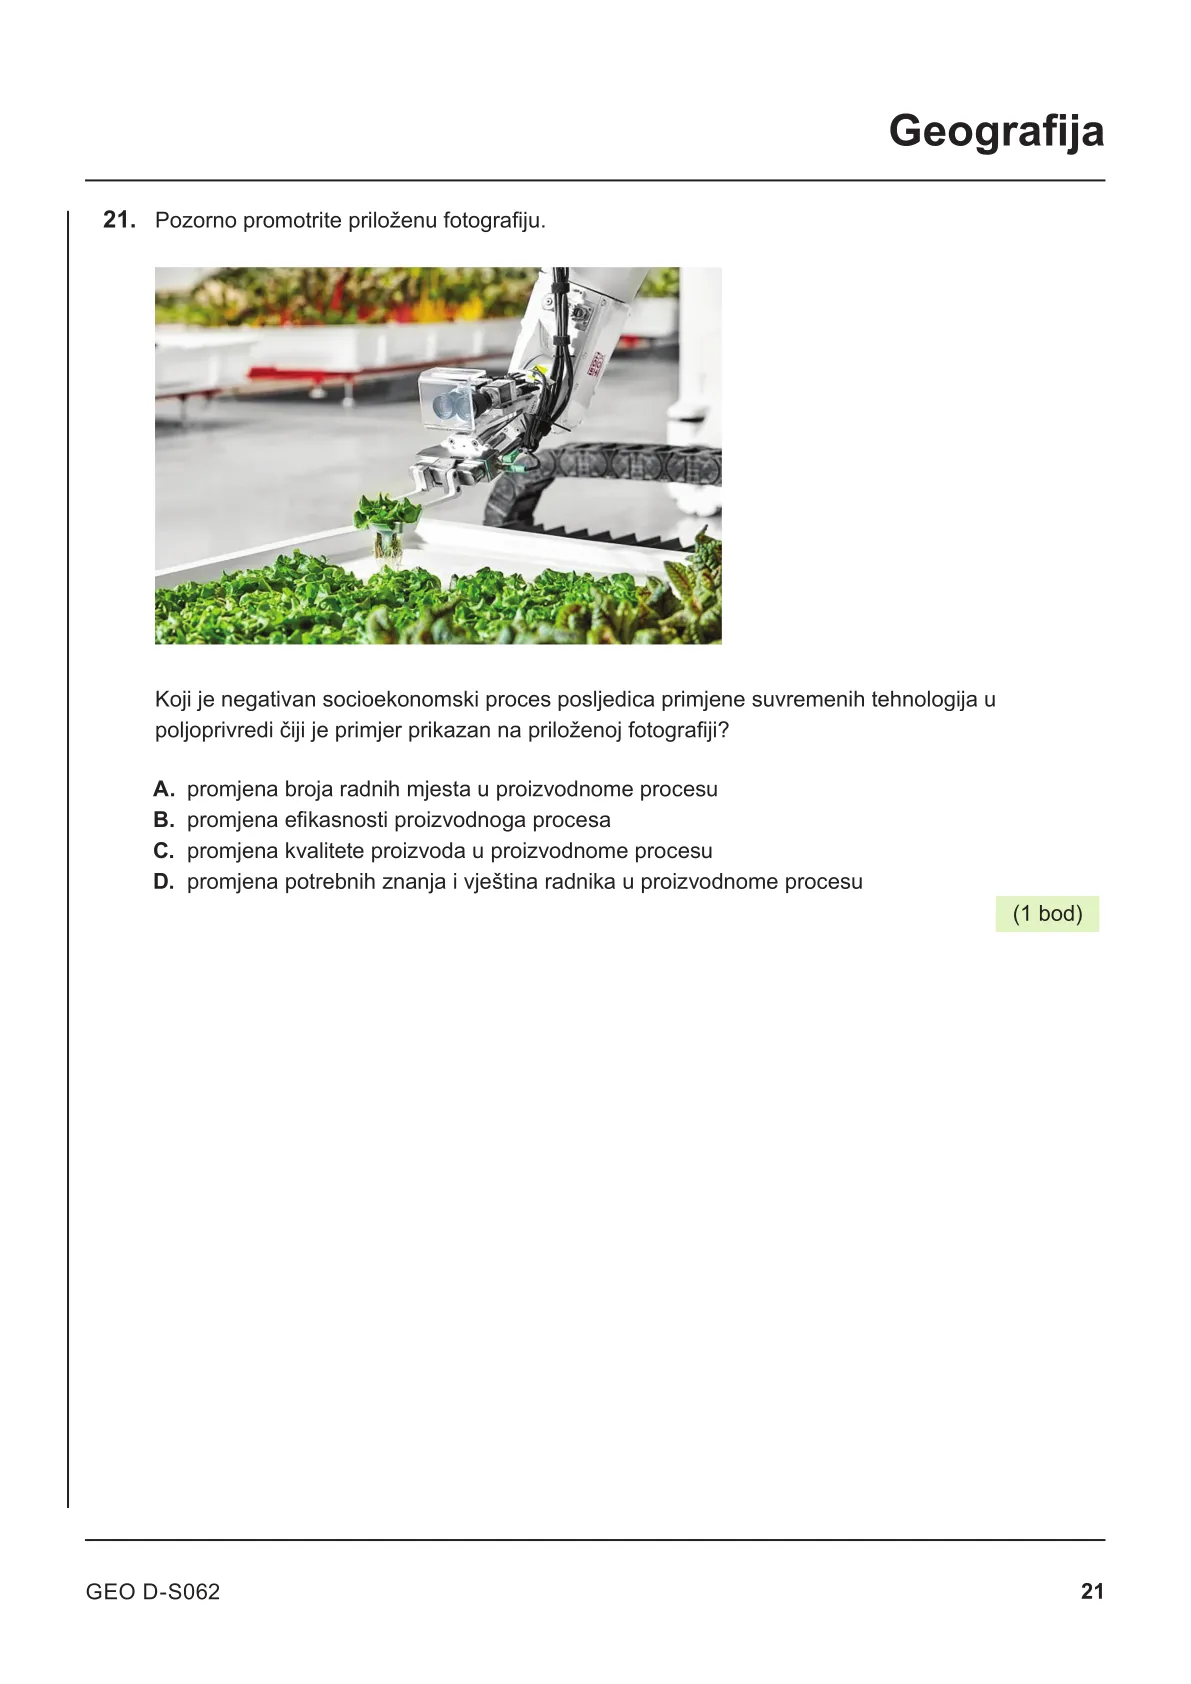 Geografija
21. Pozorno promotrite priloženu fotografiju.
Koji je negativan socioekonomski proces posljedica primjene suvremenih tehnologija u
poljoprivredi čiji je primjer prikazan na priloženoj fotografiji?
A. promjena broja radnih mjesta u proizvodnome procesu
B. promjena efikasnosti proizvodnoga procesa
C. promjena kvalitete proizvoda u proizvodnome procesu
D. promjena potrebnih znanja i vještina radnika u proizvodnome procesu
(1 bod)
GEO D-S062
21